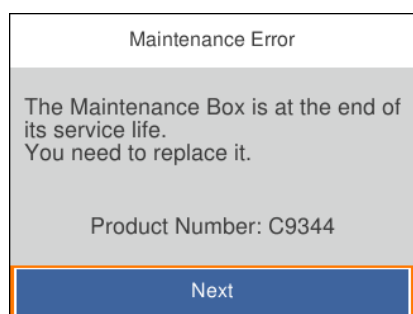 Maintenance Error
The Maintenance Box is at the end of
its service life.
You need to replace it.
Product Number: C9344
Next